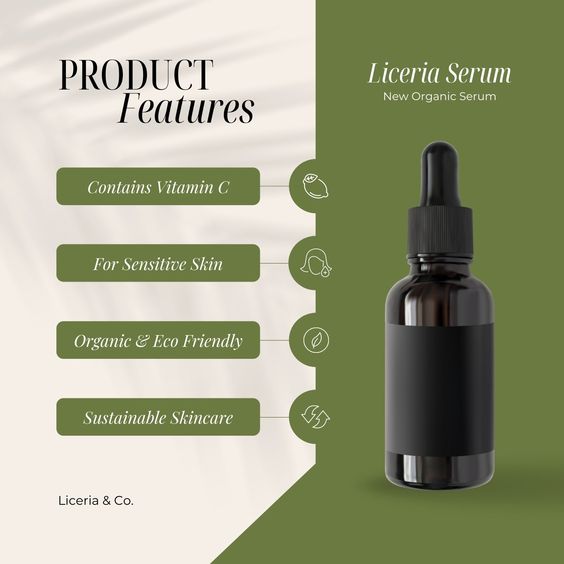 PRODUCT
Features
Contains Vitamin C
For Sensitive Skin
Organic & Eco Friendly
Sustainable Skincare
Liceria & Co.
Liceria Serum
New Organic Serum